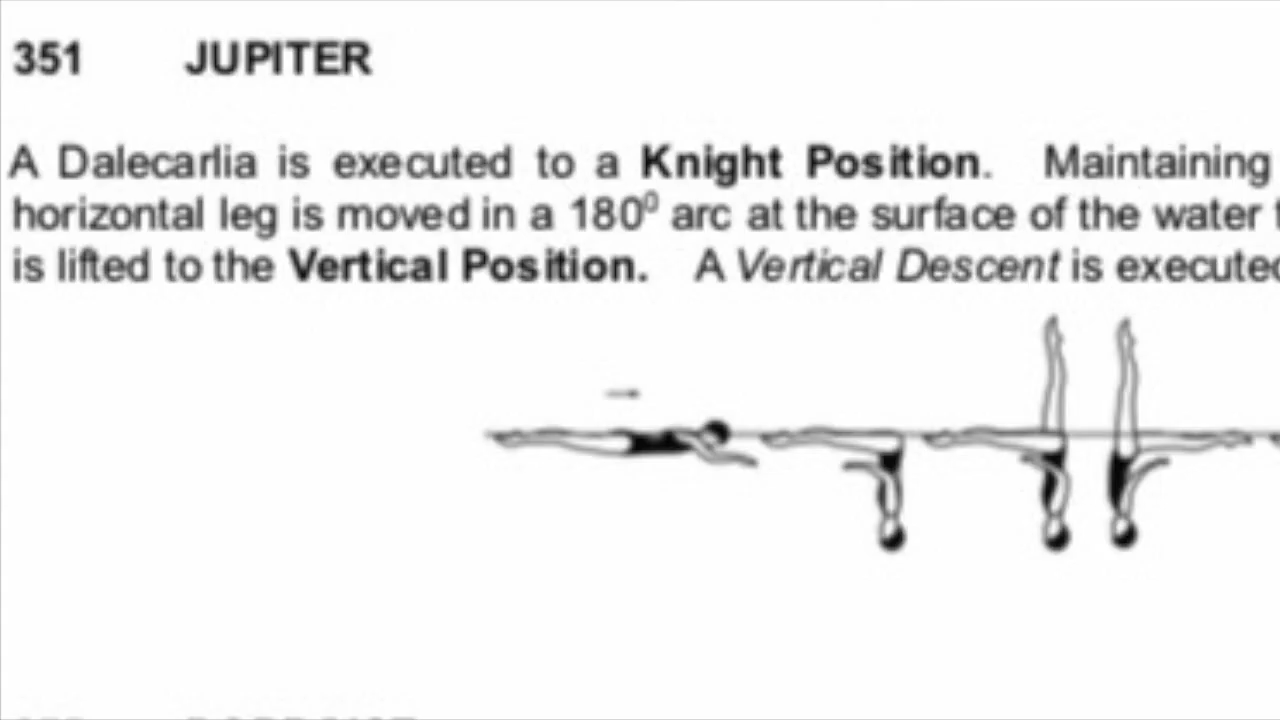 351 JUPITER
A Dalecarlia is executed to a Knight Position. Maintaining
horizontal leg is moved in a 180⁰ arc at the surface of the water
is lifted to the Vertical Position. A Vertical Descent is executed